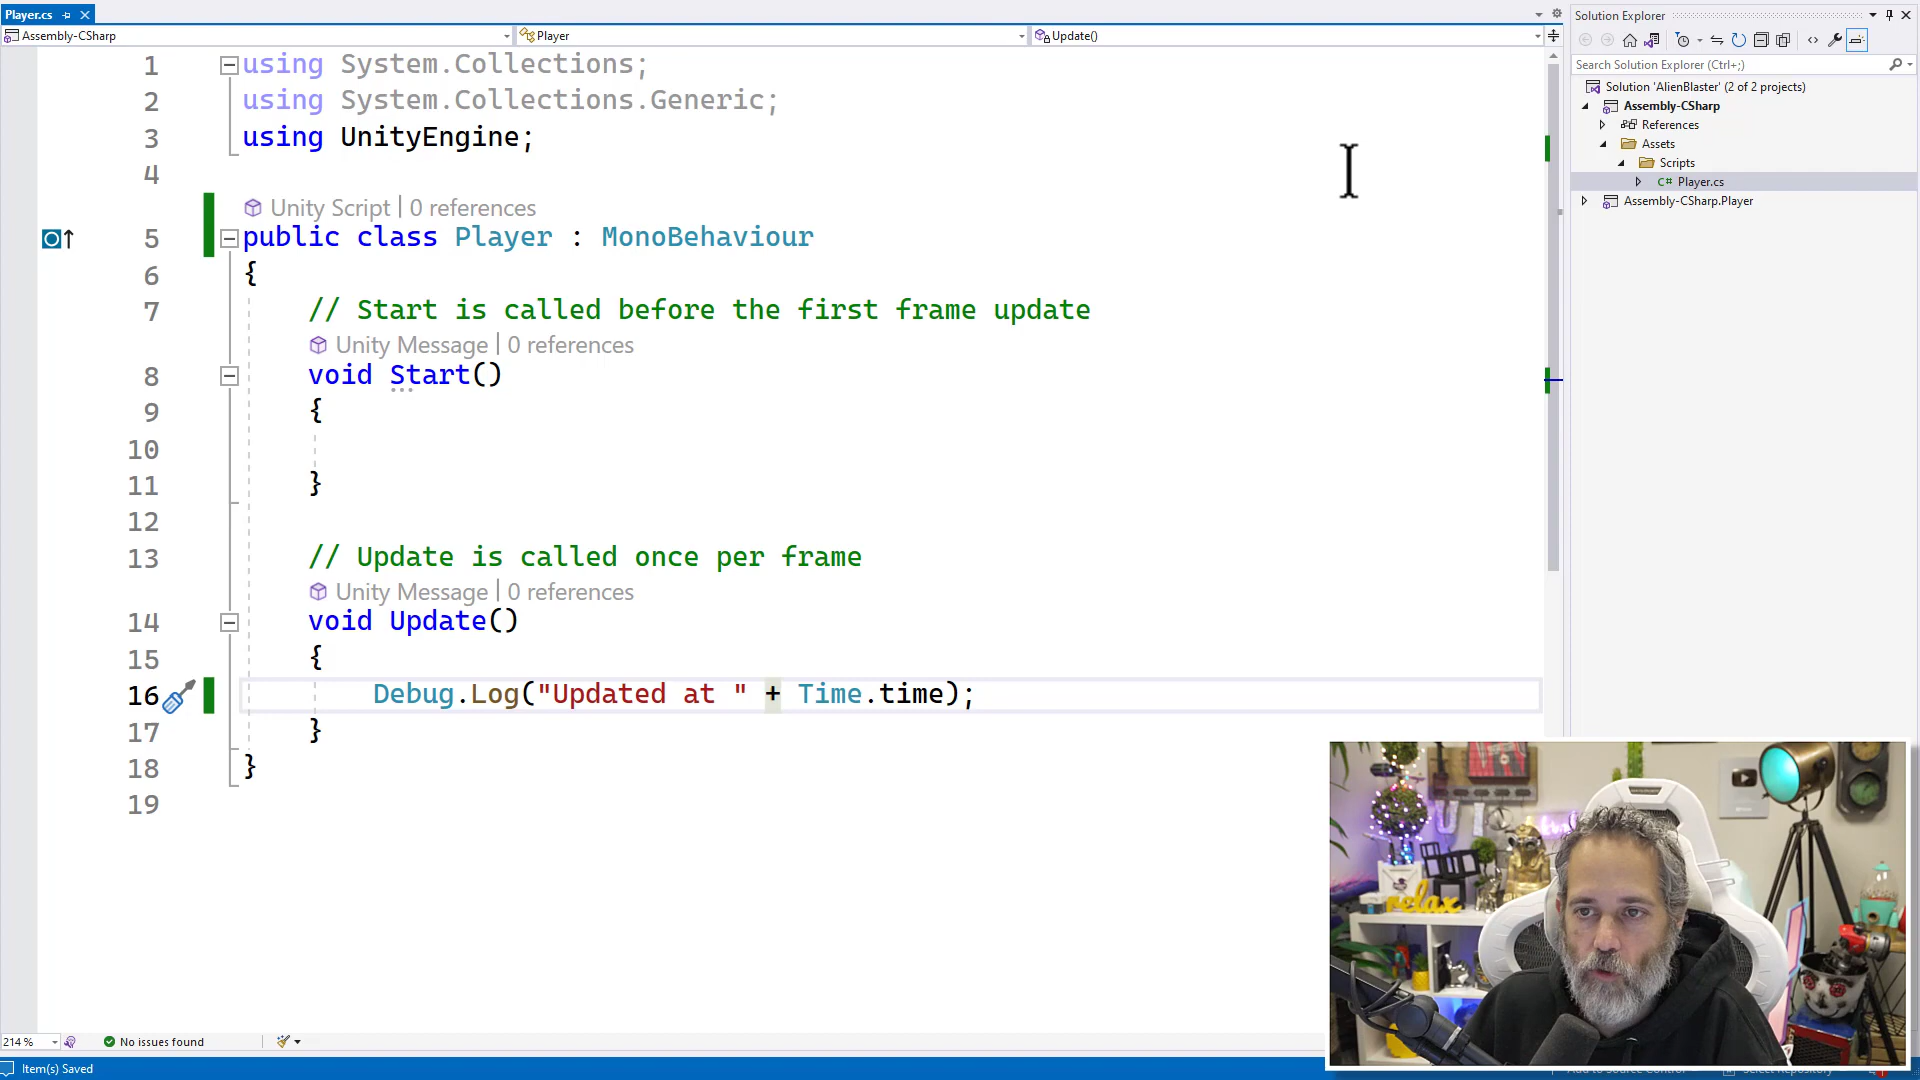 Player.cs
Solution Explorer
Assembly-CSharp
Player
Update()
Search Solution Explorer (Ctrl+;)
Solution 'AlienBlaster' (2 of 2 projects)
Assembly-CSharp
References
Assets
Scripts
C# Player.cs
Assembly-CSharp.Player
1 using System.Collections;
2 using System.Collections.Generic;
3 using UnityEngine;
4
Unity Script | 0 references
5 public class Player : MonoBehaviour
6 {
7 // Start is called before the first frame update
Unity Message | 0 references
8 void Start()
9 {
10
11 }
12
13 // Update is called once per frame
Unity Message | 0 references
14 void Update()
15 {
16 Debug.Log("Updated at " + Time.time);
17 }
18 }
19
relax
214 %
No issues found
Item(s) Saved